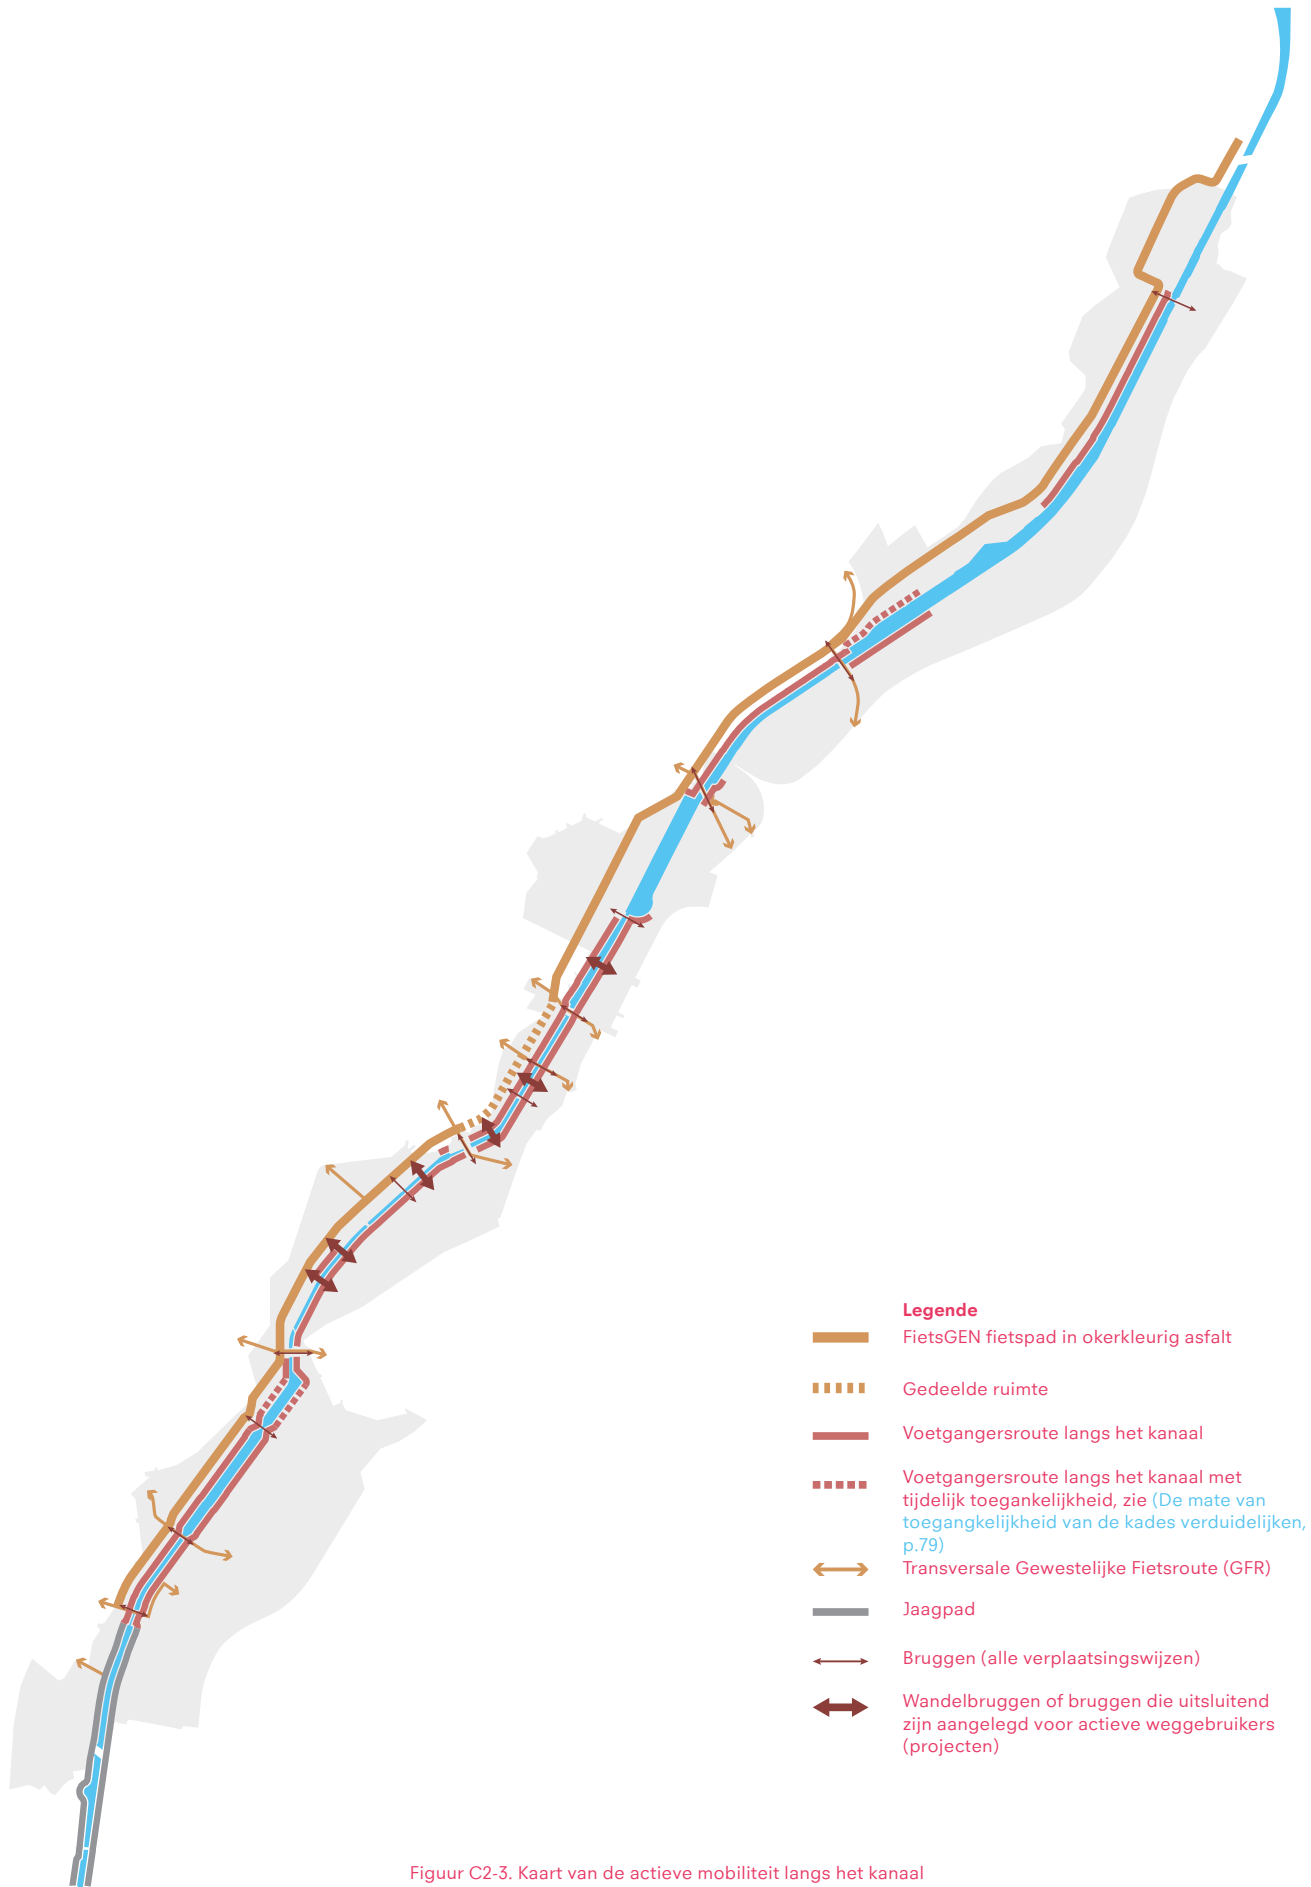 Legende
FietsGEN fietspad in okerkleurig asfalt
Gedeelde ruimte
Voetgangersroute langs het kanaal
Voetgangersroute langs het kanaal met
tijdelijk toegankelijkheid, zie (De mate van
toegangkelijkheid van de kades verduidelijken,
p.79)
Transversale Gewestelijke Fietsroute (GFR)
Jaagpad
Bruggen (alle verplaatsingswijzen)
Wandelbruggen of bruggen die uitsluitend
zijn aangelegd voor actieve weggebruikers
(projecten)
Figuur C2-3. Kaart van de actieve mobiliteit langs het kanaal